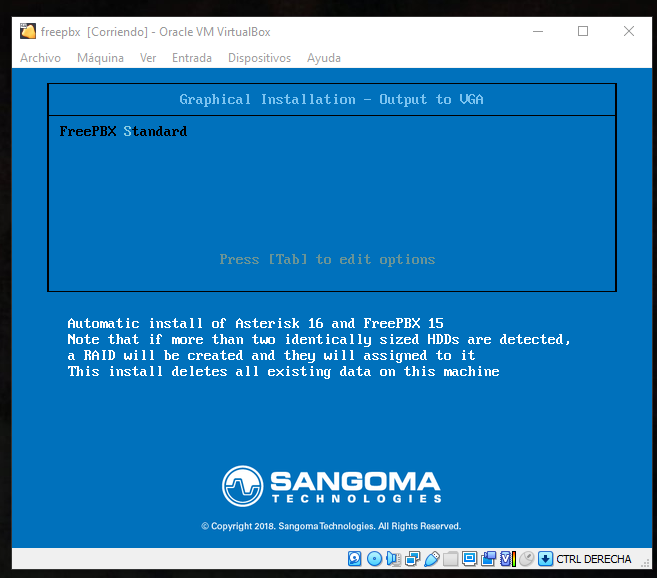 freepbx [Corriendo] - Oracle VM VirtualBox
Archivo Máquina Ver Entrada Dispositivos Ayuda
Graphical Installation - Output to VGA
FreePBX Standard
Press [Tab] to edit options
Automatic install of Asterisk 16 and FreePBX 15
Note that if more than two identically sized HDDs are detected,
a RAID will be created and they will assigned to it
This install deletes all existing data on this machine
SANGOMA
TECHNOLOGIES
© Copyright 2018. Sangoma Technologies. All Rights Reserved.
CTRL DERECHA